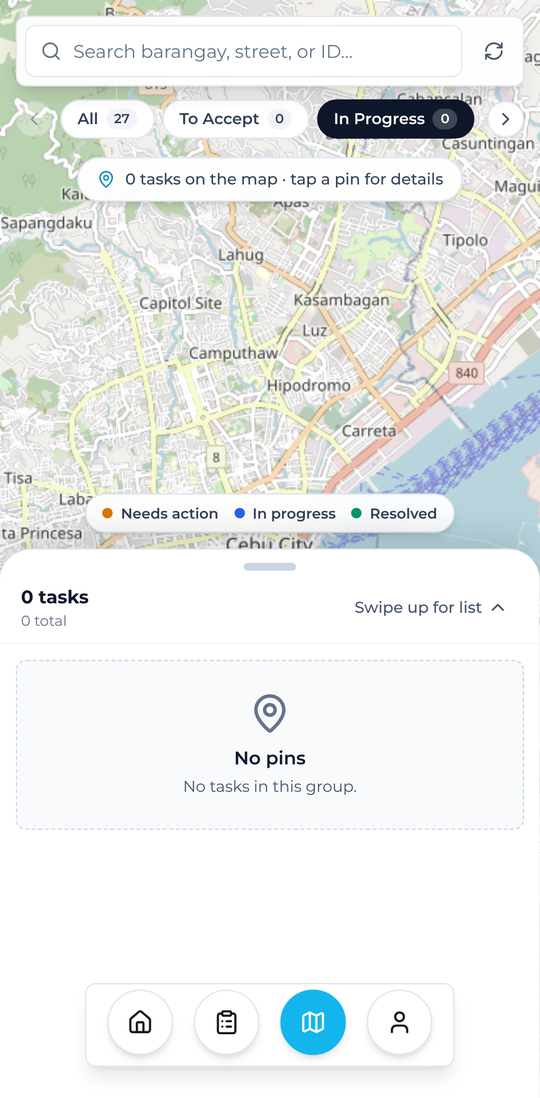 Search barangay, street, or ID...
All 27
To Accept 0
In Progress 0
Cabancalan
Casuntingan
0 tasks on the map · tap a pin for details
Sapangdaku
Apas
Tipolo
Lahug
Capitol Site
Kasambagan
Luz
Camputhaw
840
Hipodromo
Carreta
8
Tisa
Needs action
In progress
Resolved
ta Princesa
Cebu City
0 tasks
0 total
Swipe up for list
No pins
No tasks in this group.